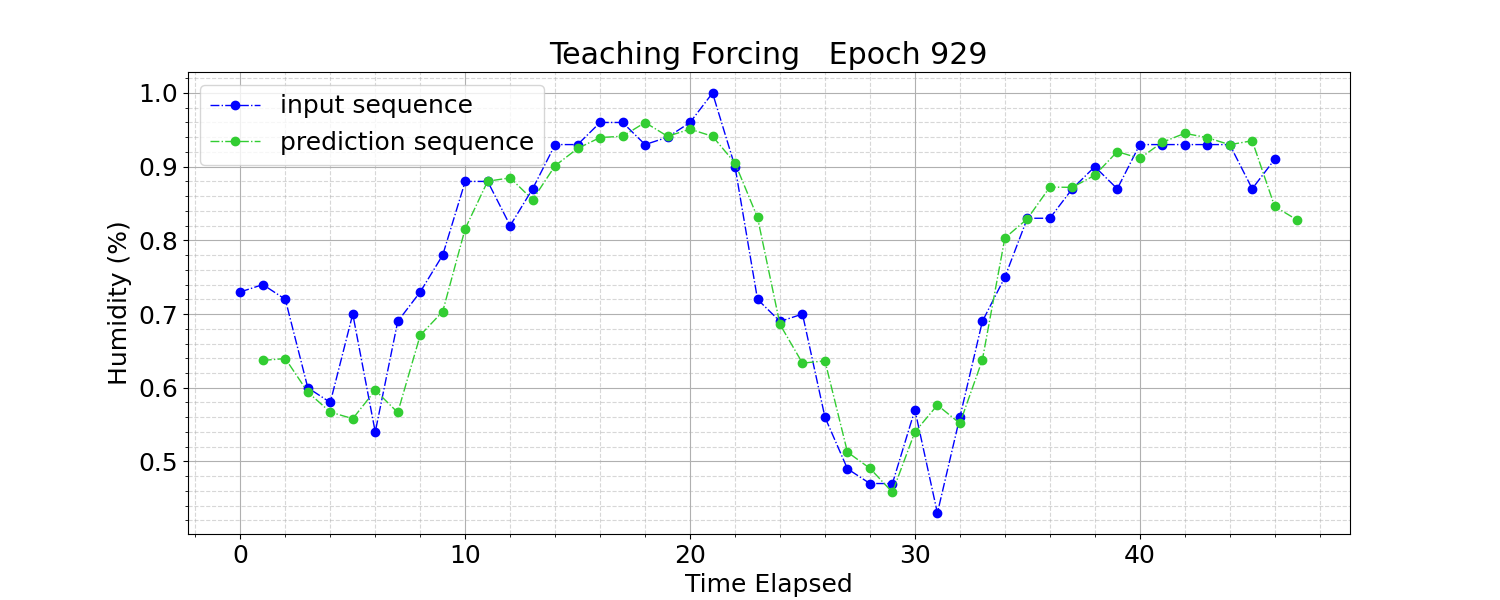 Teaching Forcing   Epoch 929
input sequence
prediction sequence
1.0
0.9
0.8
0.7
0.6
0.5
Humidity (%)
0 10 20 30 40
Time Elapsed